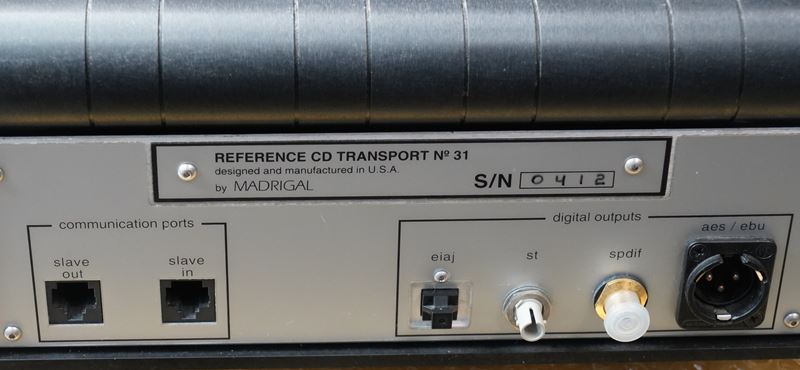 REFERENCE CD TRANSPORT Nº 31
designed and manufactured in U.S.A.
by MADRIGAL
S/N 0412
communication ports
slave out
slave in
digital outputs
eiaj
st
spdif
aes / ebu